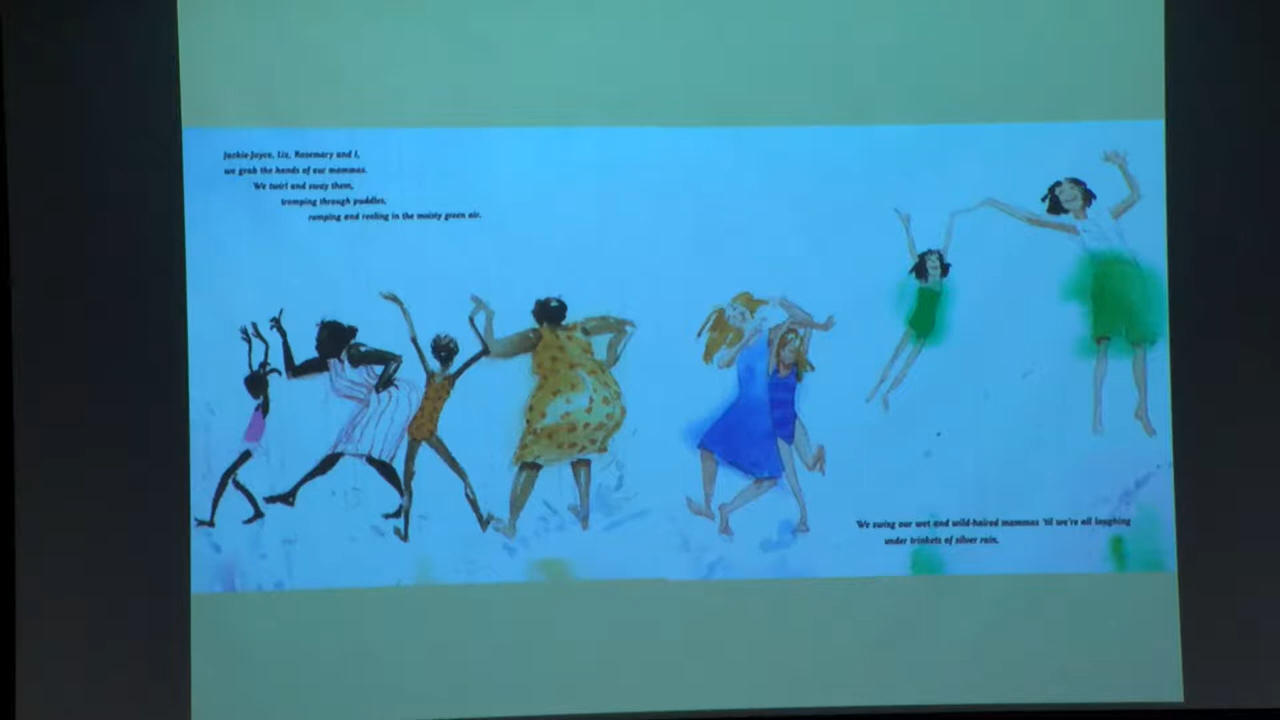 Jackie-Joyce, Liz, Rosemary and I,
we grab the hands of our mammas.
We twirl and sway them,
tromping through puddles,
romping and reeling in the moisty green air.
We swing our wet and wild-haired mammas 'til we're all laughing
under trinkets of silver rain.